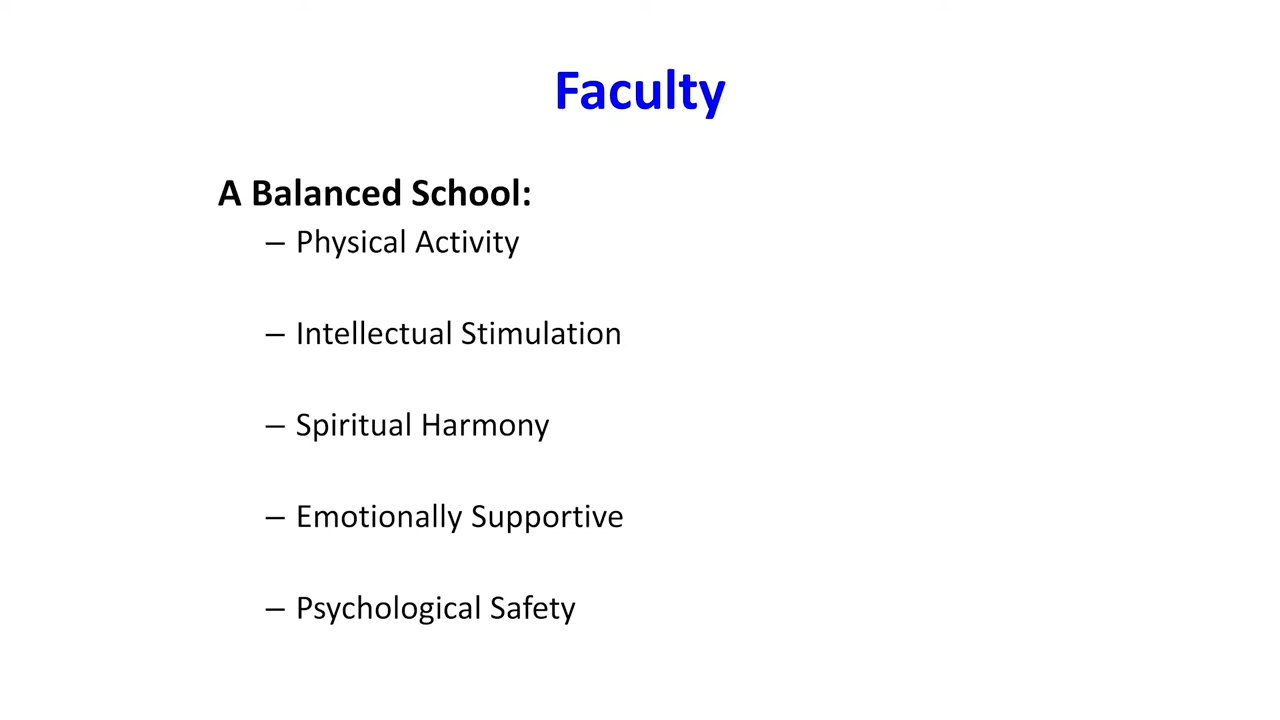 Faculty
A Balanced School:
– Physical Activity
– Intellectual Stimulation
– Spiritual Harmony
– Emotionally Supportive
– Psychological Safety